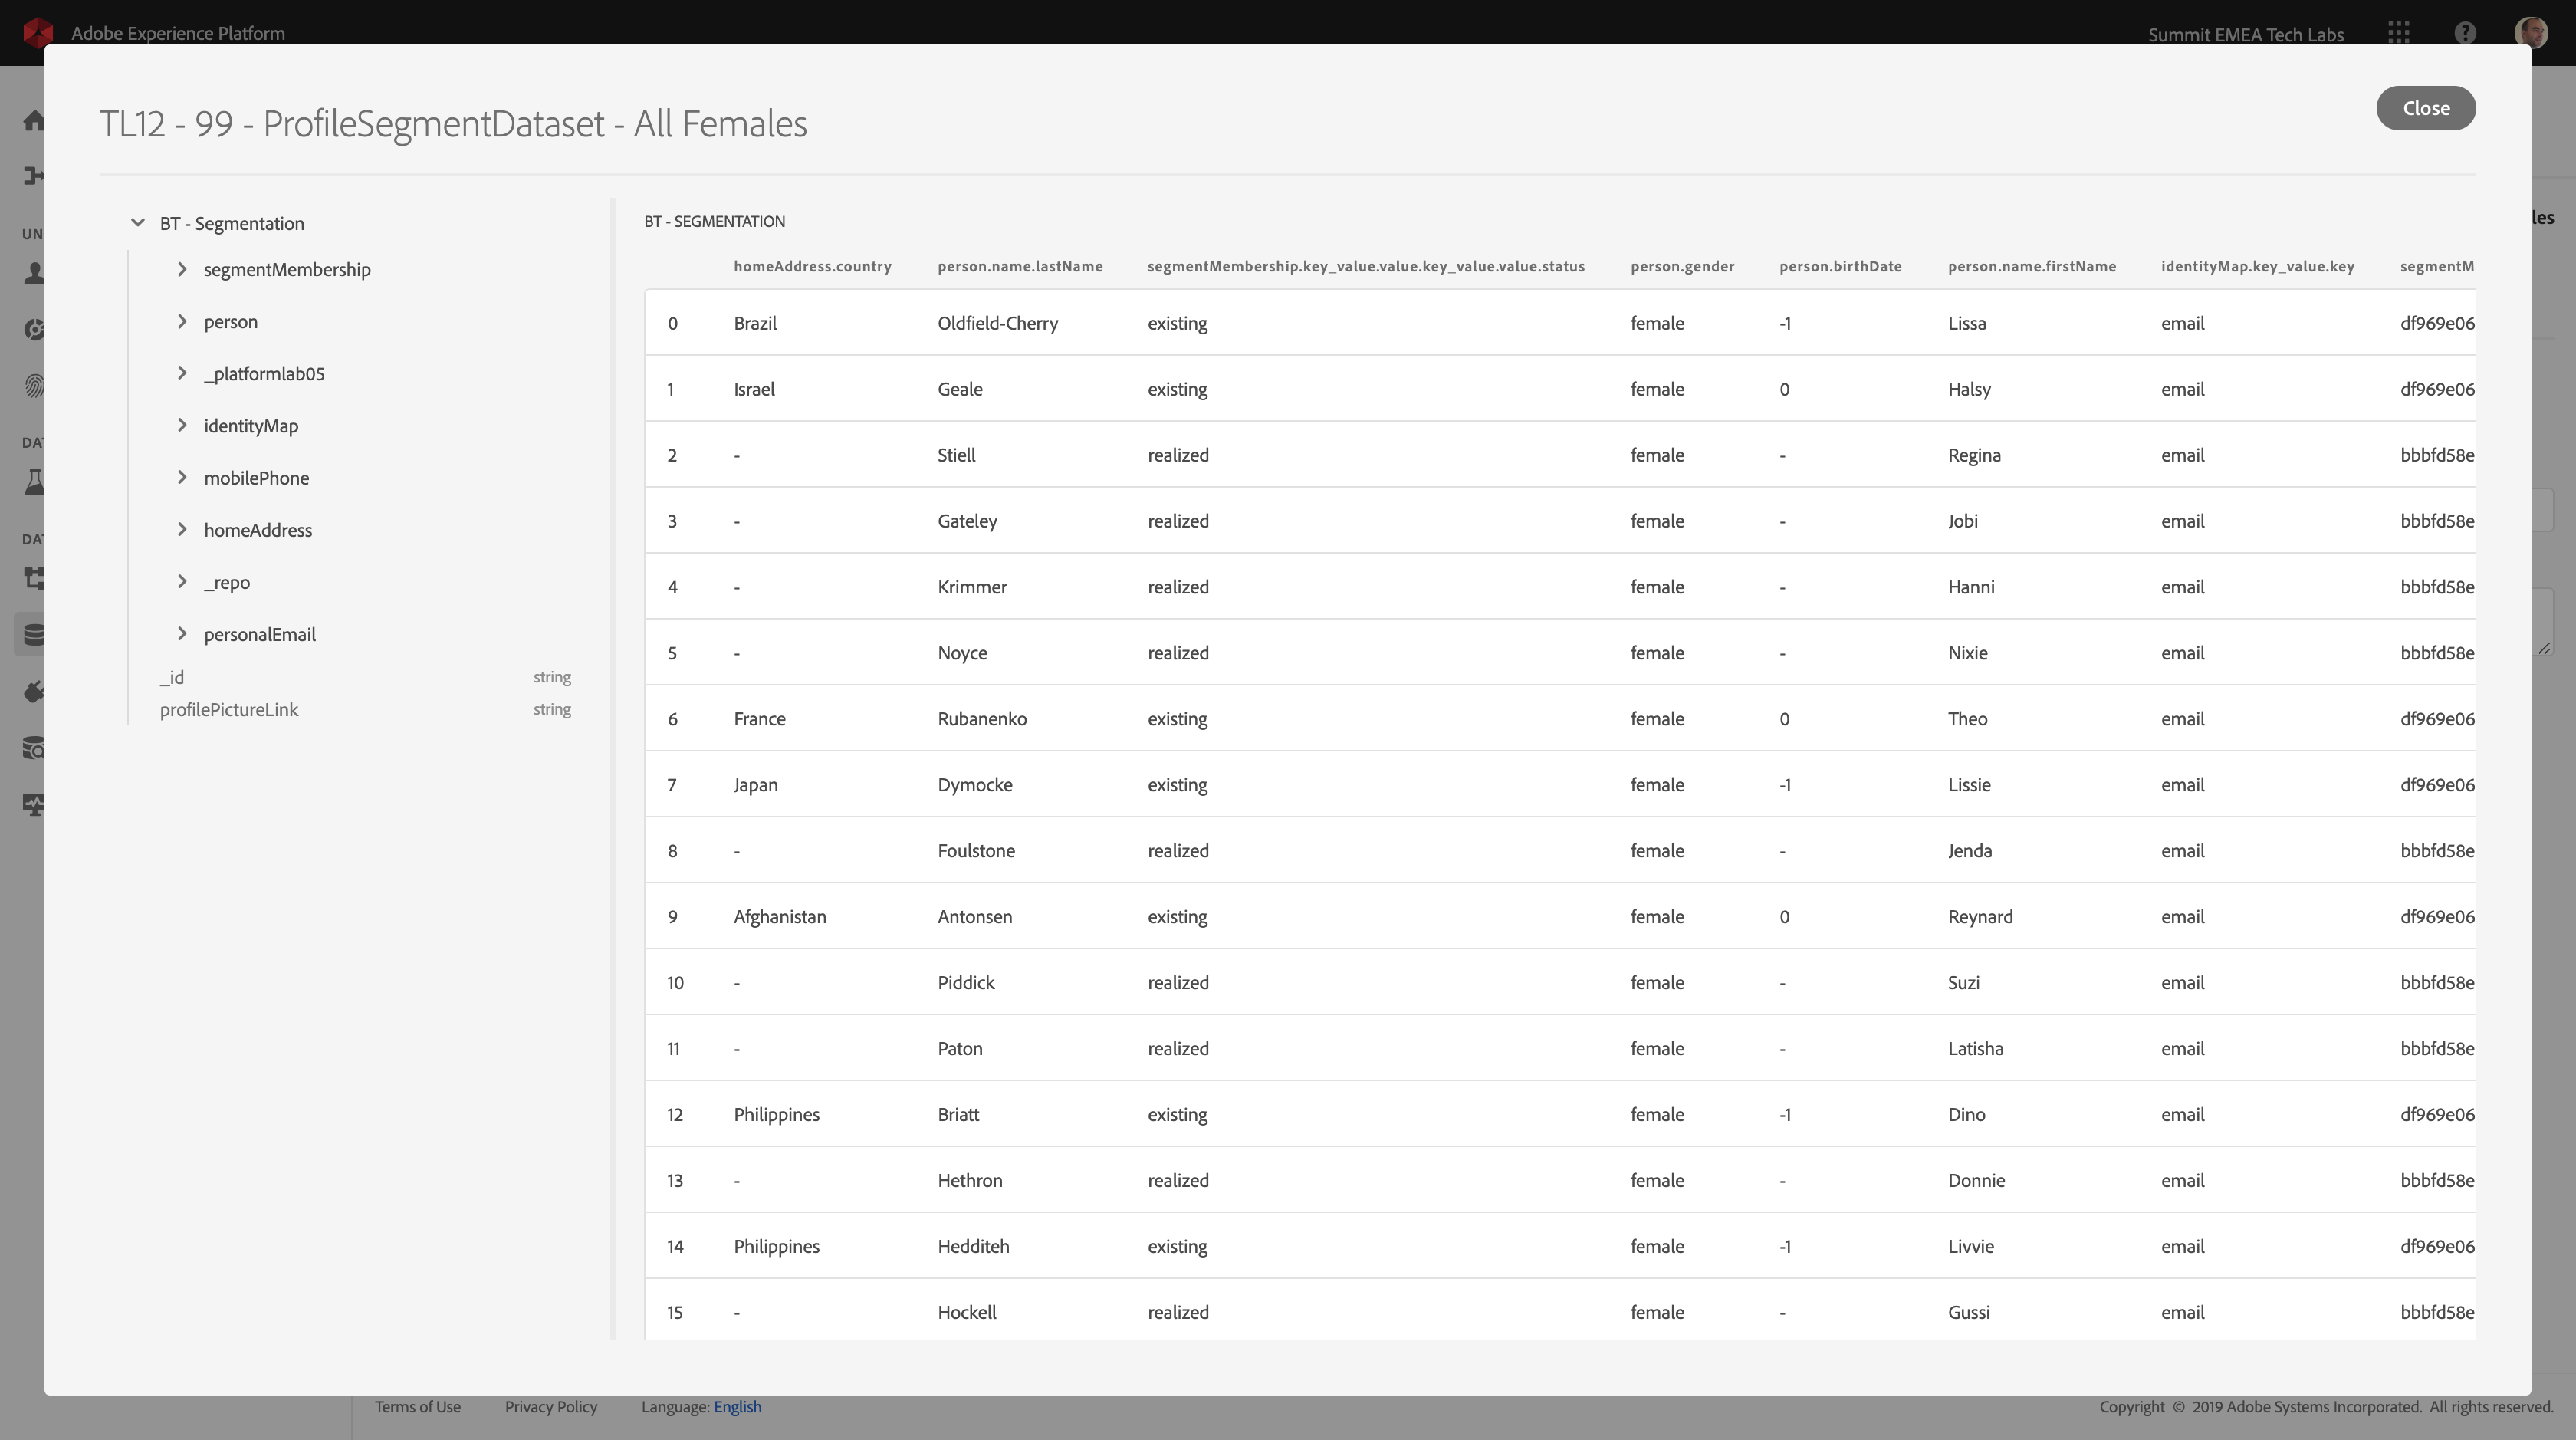 Adobe Experience Platform
Summit EMEA Tech Labs
TL12 - 99 - ProfileSegmentDataset - All Females
Close
UN
DAT
DAT
les
BT - Segmentation
segmentMembership
person
_platformlab05
identityMap
mobilePhone
homeAddress
_repo
personalEmail
_id string
profilePictureLink string
BT - SEGMENTATION
homeAddress.country person.name.lastName segmentMembership.key_value.value.key_value.value.status person.gender person.birthDate person.name.firstName identityMap.key_value.key segmentM
0 Brazil Oldfield-Cherry existing female -1 Lissa email df969e06
1 Israel Geale existing female 0 Halsy email df969e06
2 - Stiell realized female - Regina email bbbfd58e
3 - Gateley realized female - Jobi email bbbfd58e
4 - Krimmer realized female - Hanni email bbbfd58e
5 - Noyce realized female - Nixie email bbbfd58e
6 France Rubanenko existing female 0 Theo email df969e06
7 Japan Dymocke existing female -1 Lissie email df969e06
8 - Foulstone realized female - Jenda email bbbfd58e
9 Afghanistan Antonsen existing female 0 Reynard email df969e06
10 - Piddick realized female - Suzi email bbbfd58e
11 - Paton realized female - Latisha email bbbfd58e
12 Philippines Briatt existing female -1 Dino email df969e06
13 - Hethron realized female - Donnie email bbbfd58e
14 Philippines Hedditeh existing female -1 Livvie email df969e06
15 - Hockell realized female - Gussi email bbbfd58e
Terms of Use Privacy Policy Language: English Copyright © 2019 Adobe Systems Incorporated. All rights reserved.